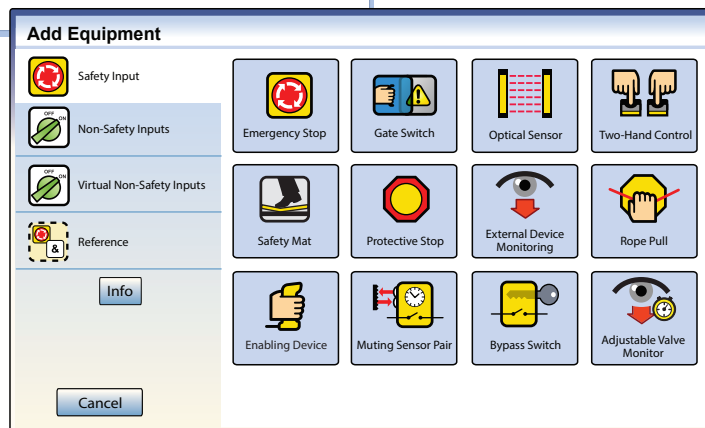 Add Equipment
Safety Input
OFF
ON
Non-Safety Inputs
OFF
ON
Virtual Non-Safety Inputs
&
Reference
Info
Cancel
Emergency Stop
Gate Switch
Optical Sensor
Two-Hand Control
Safety Mat
Protective Stop
External Device
Monitoring
Rope Pull
Enabling Device
Muting Sensor Pair
Bypass Switch
Adjustable Valve
Monitor